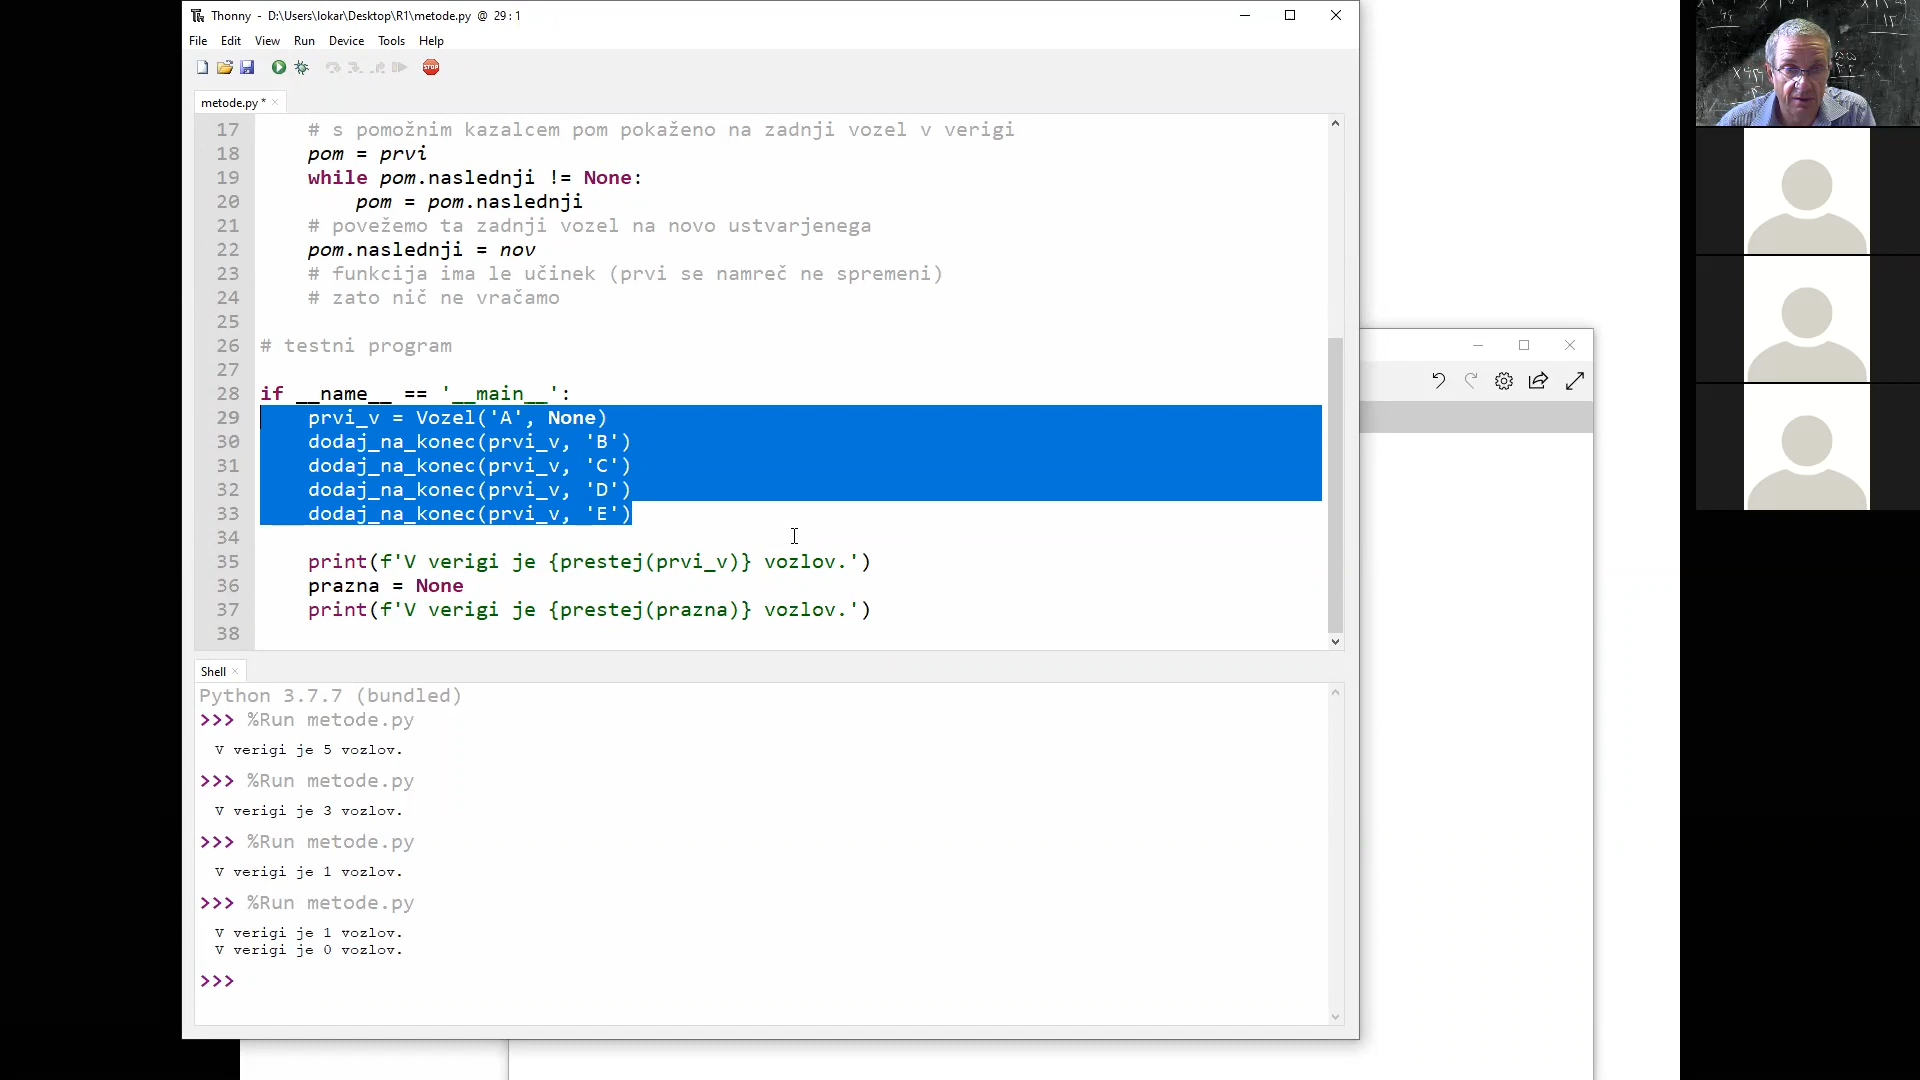 Thonny - D:\Users\lokar\Desktop\R1\metode.py @ 29 : 1
File Edit View Run Device Tools Help
STOP
metode.py *
17 # s pomožnim kazalcem pom pokaženo na zadnji vozel v verigi
18 pom = prvi
19 while pom.naslednji != None:
20 pom = pom.naslednji
21 # povežemo ta zadnji vozel na novo ustvarjenega
22 pom.naslednji = nov
23 # funkcija ima le učinek (prvi se namreč ne spremeni)
24 # zato nič ne vračamo
25
26 # testni program
27
28 if __name__ == '__main__':
29 prvi_v = Vozel('A', None)
30 dodaj_na_konec(prvi_v, 'B')
31 dodaj_na_konec(prvi_v, 'C')
32 dodaj_na_konec(prvi_v, 'D')
33 dodaj_na_konec(prvi_v, 'E')
34
35 print(f'V verigi je {prestej(prvi_v)} vozlov.')
36 prazna = None
37 print(f'V verigi je {prestej(prazna)} vozlov.')
38
Shell
Python 3.7.7 (bundled)
>>> %Run metode.py
V verigi je 5 vozlov.
>>> %Run metode.py
V verigi je 3 vozlov.
>>> %Run metode.py
V verigi je 1 vozlov.
>>> %Run metode.py
V verigi je 1 vozlov.
V verigi je 0 vozlov.
>>>